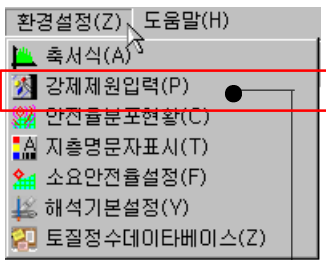 환경설정(Z) 도움말(H)
축서식(A)
강제제원입력(P)
안전율분포현황(C)
지층명문자표시(T)
소요안전율설정(F)
해석기본설정(Y)
토질정수데이타베이스(Z)